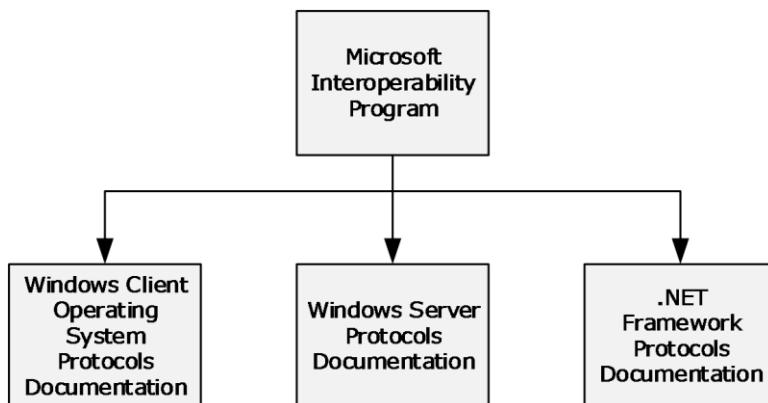 Microsoft
Interoperability
Program
Windows Client
Operating
System
Protocols
Documentation
Windows Server
Protocols
Documentation
.NET
Framework
Protocols
Documentation